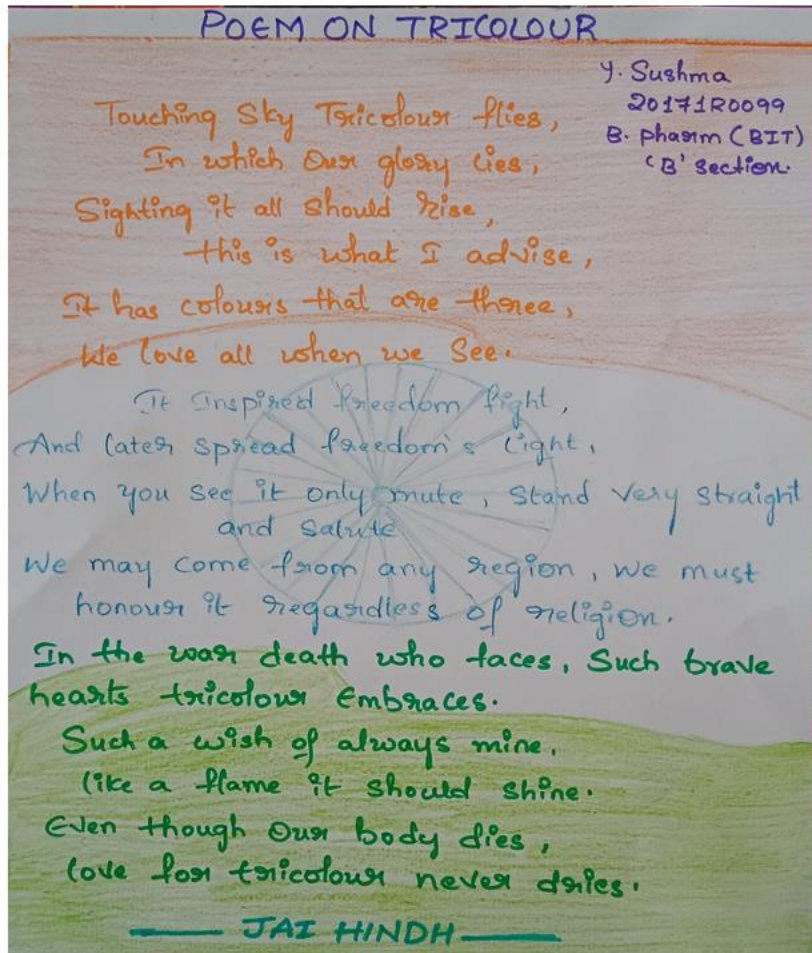 POEM ON TRICOLOUR
Y. Sushma
20171R0099
B. pharm (BIT)
'B' section.
Touching Sky Tricolour flies,
In which Our glory lies,
Sighting it all should rise,
this is what I advise,
It has colours that are three,
We love all when we see.
It Inspired freedom fight,
And later spread freedom's light,
When you see it only mute, stand very straight
and salute
We may come from any region, we must
honour it regardless of religion.
In the war death who faces, Such brave
hearts tricolour embraces.
Such a wish of always mine,
like a flame it should shine.
Even though our body dies,
love for tricolour never dries.
JAI HINDH